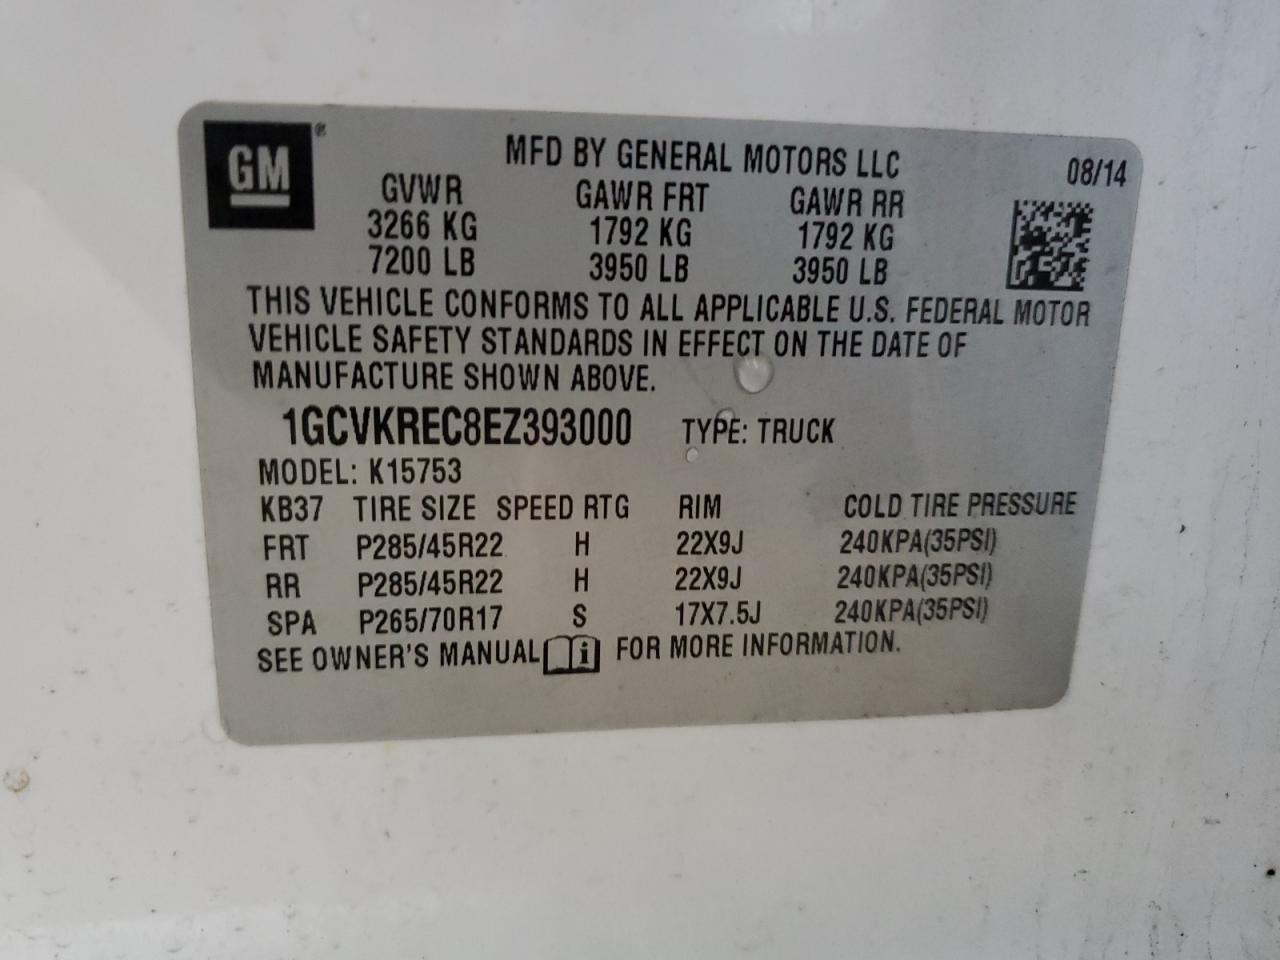 GM®
MFD BY GENERAL MOTORS LLC 08/14
GVWR GAWR FRT GAWR RR
3266 KG 1792 KG 1792 KG
7200 LB 3950 LB 3950 LB
THIS VEHICLE CONFORMS TO ALL APPLICABLE U.S. FEDERAL MOTOR
VEHICLE SAFETY STANDARDS IN EFFECT ON THE DATE OF
MANUFACTURE SHOWN ABOVE.
1GCVKREC8EZ393000 TYPE: TRUCK
MODEL: K15753
KB37 TIRE SIZE SPEED RTG RIM COLD TIRE PRESSURE
FRT P285/45R22 H 22X9J 240KPA(35PSI)
RR P285/45R22 H 22X9J 240KPA(35PSI)
SPA P265/70R17 S 17X7.5J 240KPA(35PSI)
SEE OWNER'S MANUAL i FOR MORE INFORMATION.